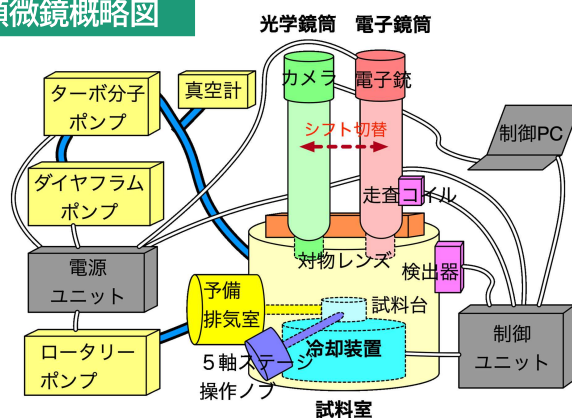 顕微鏡概略図
光学鏡筒
電子鏡筒
カメラ
電子銃
ターボ分子
ポンプ
真空計
シフト切替
制御PC
ダイヤフラム
ポンプ
走査コイル
電源
ユニット
対物レンズ
検出器
予備
排気室
試料台
制御
ユニット
ロータリー
ポンプ
冷却装置
5軸ステージ
操作ノブ
試料室